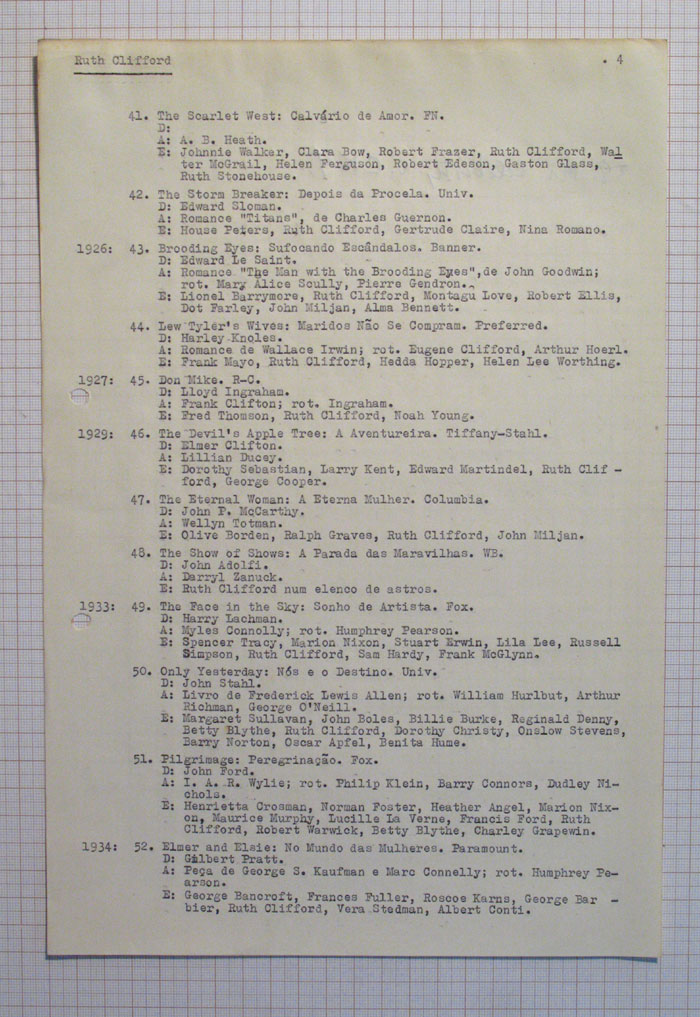 Ruth Clifford . 4
41. The Scarlet West: Calvário de Amor. FN.
D:
A: A. B. Heath.
E: Johnnie Walker, Clara Bow, Robert Frazer, Ruth Clifford, Wal
ter McGrail, Helen Ferguson, Robert Edeson, Gaston Glass,
Ruth Stonehouse.
42. The Storm Breaker: Depois da Procela. Univ.
D: Edward Sloman.
A: Romance "Titans", de Charles Guernon.
E: House Peters, Ruth Clifford, Gertrude Claire, Nina Romano.
1926: 43. Brooding Eyes: Sufocando Escândalos. Banner.
D: Edward Le Saint.
A: Romance "The Man with the Brooding Eyes",de John Goodwin;
rot. Mary Alice Scully, Pierre Gendron.
E: Lionel Barrymore, Ruth Clifford, Montagu Love, Robert Ellis,
Dot Farley, John Miljan, Alma Bennett.
44. Lew Tyler's Wives: Maridos Não Se Compram. Preferred.
D: Harley Knoles.
A: Romance de Wallace Irwin; rot. Eugene Clifford, Arthur Hoerl.
E: Frank Mayo, Ruth Clifford, Hedda Hopper, Helen Lee Worthing.
1927: 45. Don Mike. R-C.
D: Lloyd Ingraham.
A: Frank Clifton; rot. Ingraham.
E: Fred Thomson, Ruth Clifford, Noah Young.
1929: 46. The Devil's Apple Tree: A Aventureira. Tiffany-Stahl.
D: Elmer Clifton.
A: Lillian Ducey.
E: Dorothy Sebastian, Larry Kent, Edward Martindel, Ruth Clif -
ford, George Cooper.
47. The Eternal Woman: A Eterna Mulher. Columbia.
D: John P. McCarthy.
A: Wellyn Totman.
E: Olive Borden, Ralph Graves, Ruth Clifford, John Miljan.
48. The Show of Shows: A Parada das Maravilhas. WB.
D: John Adolfi.
A: Darryl Zanuck.
E: Ruth Clifford num elenco de astros.
1933: 49. The Face in the Sky: Sonho de Artista. Fox.
D: Harry Lachman.
A: Myles Connolly; rot. Humphrey Pearson.
E: Spencer Tracy, Marion Nixon, Stuart Erwin, Lila Lee, Russell
Simpson, Ruth Clifford, Sam Hardy, Frank McGlynn.
50. Only Yesterday: Nós e o Destino. Univ.
D: John Stahl.
A: Livro de Frederick Lewis Allen; rot. William Hurlbut, Arthur
Richman, George O'Neill.
E: Margaret Sullavan, John Boles, Billie Burke, Reginald Denny,
Betty Blythe, Ruth Clifford, Dorothy Christy, Onslow Stevens,
Barry Norton, Oscar Apfel, Benita Hume.
51. Pilgrimage: Peregrinação. Fox.
D: John Ford.
A: I. A. R. Wylie; rot. Philip Klein, Barry Connors, Dudley Ni-
chols.
E: Henrietta Crosman, Norman Foster, Heather Angel, Marion Nix-
on, Maurice Murphy, Lucille La Verne, Francis Ford, Ruth
Clifford, Robert Warwick, Betty Blythe, Charley Grapewin.
1934: 52. Elmer and Elsie: No Mundo das Mulheres. Paramount.
D: Gilbert Pratt.
A: Peça de George S. Kaufman e Marc Connelly; rot. Humphrey Pe-
arson.
E: George Bancroft, Frances Fuller, Roscoe Karns, George Bar -
bier, Ruth Clifford, Vera Stedman, Albert Conti.